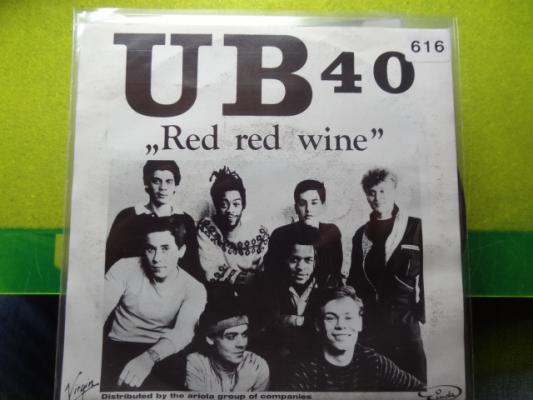 UB40
616
„Red red wine”
Virgin
Distributed by the ariola group of companies